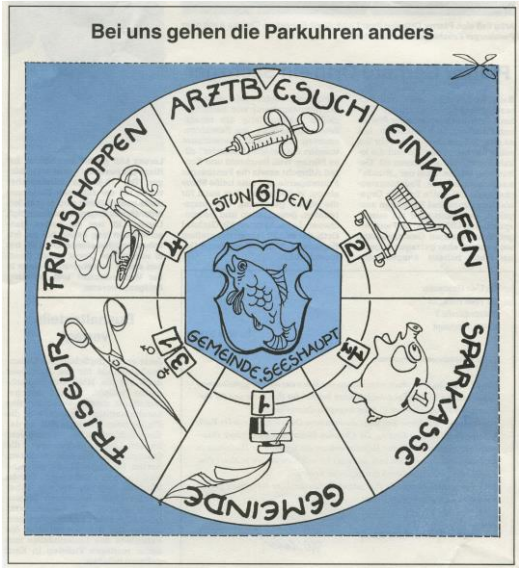 Bei uns gehen die Parkuhren anders
ARZTBESUCH
STUN 6 DEN
EINKAUFEN
2
SPARKASSE
1
GEMEINDE
1
FRISEUR
3 1
♀ ♂
FRÜHSCHOPPEN
4
GEMEINDE SEESHAUPT